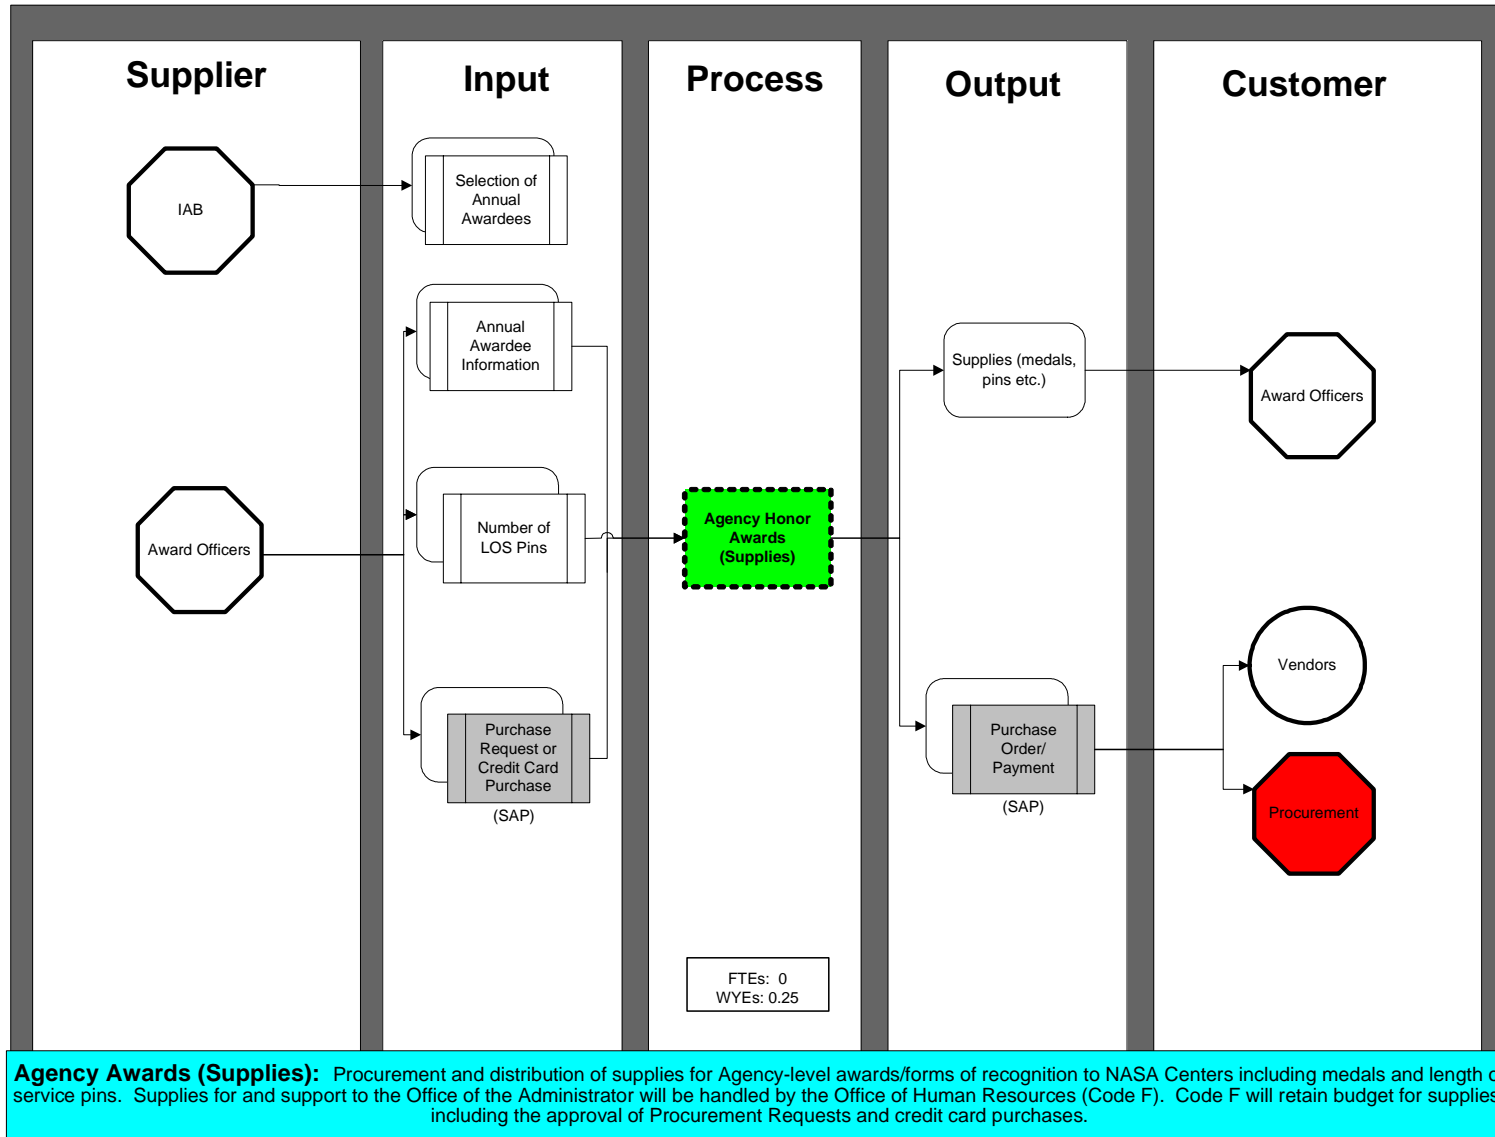 Supplier
Input
Process
Output
Customer
IAB
Selection of
Annual
Awardees
Annual
Awardee
Information
Supplies (medals,
pins etc.)
Award Officers
Award Officers
Number of
LOS Pins
Agency Honor
Awards
(Supplies)
Vendors
Purchase
Request or
Credit Card
Purchase
(SAP)
Purchase
Order/
Payment
(SAP)
Procurement
FTEs: 0
WYEs: 0.25
Agency Awards (Supplies): Procurement and distribution of supplies for Agency-level awards/forms of recognition to NASA Centers including medals and length
service pins. Supplies for and support to the Office of the Administrator will be handled by the Office of Human Resources (Code F). Code F will retain budget for supplies
including the approval of Procurement Requests and credit card purchases.